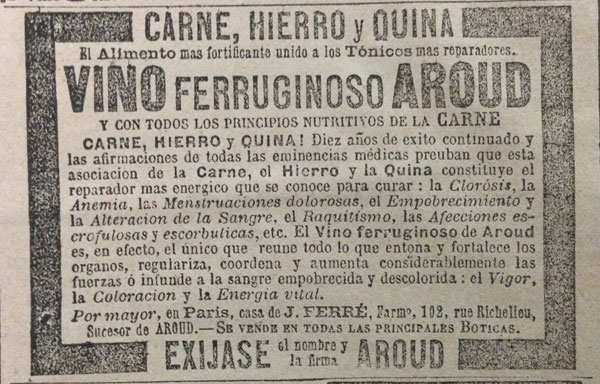 CARNE, HIERRO y QUINA
El Alimento mas fortificante unido a los Tónicos mas reparadores.
VINO FERRUGINOSO AROUD
Y CON TODOS LOS PRINCIPIOS NUTRITIVOS DE LA CARNE
CARNE, HIERRO y QUINA! Diez años de exito continuado y
las afirmaciones de todas las eminencias médicas preuban que esta
asociacion de la Carne, el Hierro y la Quina constituye el
reparador mas energico que se conoce para curar: la Clorósis, la
Anemia, las Menstruaciones dolorosas, el Empobrecimiento y
la Alteracion de la Sangre, el Raquitismo, las Afecciones es-
crofulosas y escorbuticas, etc. El Vino ferruginoso de Aroud
es, en efecto, el único que reune todo lo que entona y fortalece los
organos, regulariza, coordena y aumenta considerablemente las
fuerzas ó infunde a la sangre empobrecida y descolorida: el Vigor,
la Coloracion y la Energia vital.
Por mayor, en Paris, casa de J. FERRÉ, Farmº, 102, rue Richelieu,
Sucesor de AROUD.—SE VENDE EN TODAS LAS PRINCIPALES BOTICAS.
EXIJASE el nombre y la firma AROUD